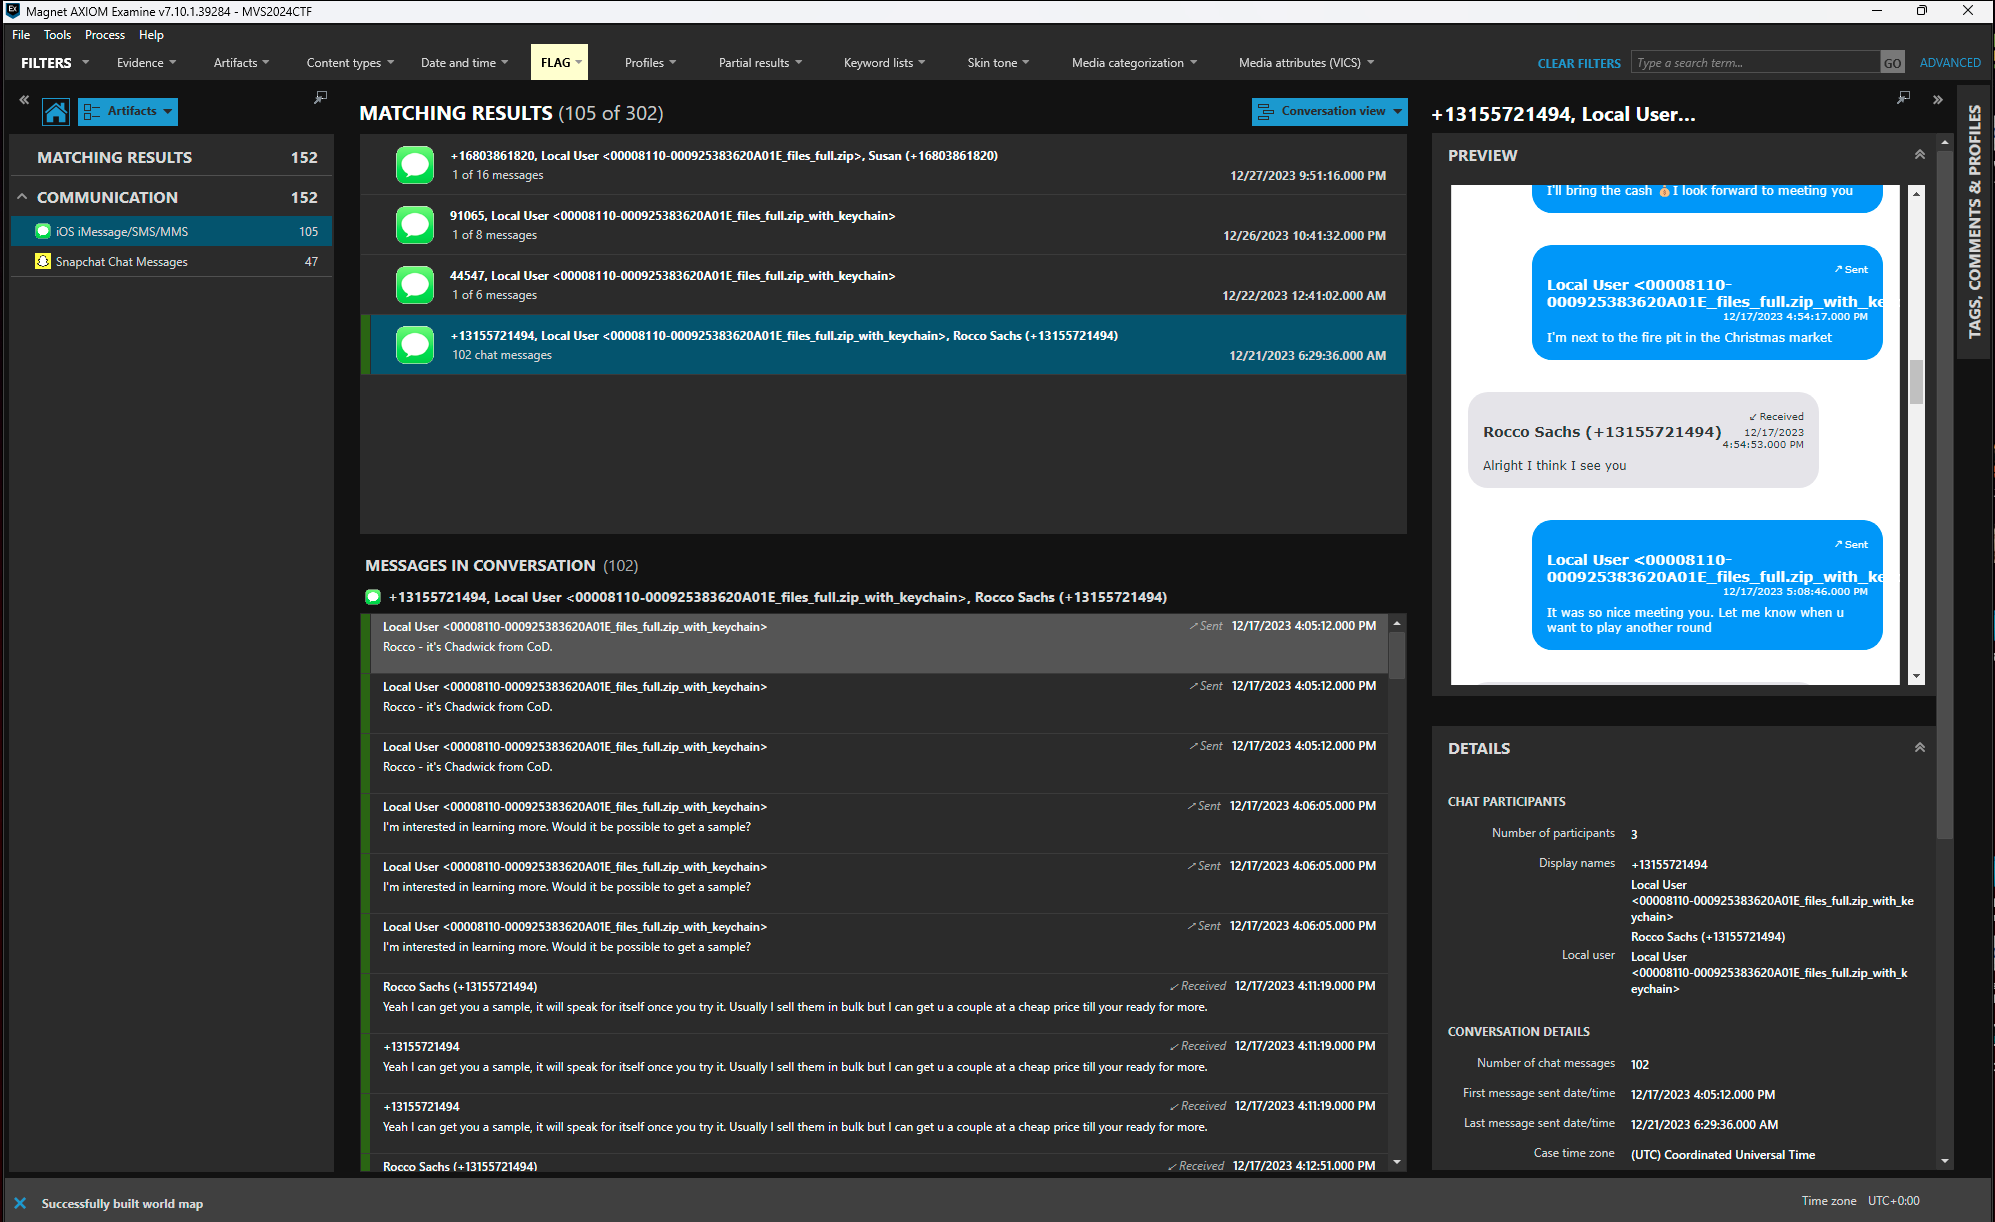 Magnet AXIOM Examine v7.10.1.39284 - MVS2024CTF
File Tools Process Help
FILTERS Evidence Artifacts Content types Date and time FLAG Profiles Partial results Keyword lists Skin tone Media categorization Media attributes (VICS) CLEAR FILTERS Type a search term... GO ADVANCED
Artifacts
MATCHING RESULTS 152
COMMUNICATION 152
iOS iMessage/SMS/MMS 105
Snapchat Chat Messages 47
MATCHING RESULTS (105 of 302)
Conversation view
+16803861820, Local User <00008110-000925383620A01E_files_full.zip>, Susan (+16803861820)
1 of 16 messages 12/27/2023 9:51:16.000 PM
91065, Local User <00008110-000925383620A01E_files_full.zip_with_keychain>
1 of 8 messages 12/26/2023 10:41:32.000 PM
44547, Local User <00008110-000925383620A01E_files_full.zip_with_keychain>
1 of 6 messages 12/22/2023 12:41:02.000 AM
+13155721494, Local User <00008110-000925383620A01E_files_full.zip_with_keychain>, Rocco Sachs (+13155721494)
102 chat messages 12/21/2023 6:29:36.000 AM
MESSAGES IN CONVERSATION (102)
+13155721494, Local User <00008110-000925383620A01E_files_full.zip_with_keychain>, Rocco Sachs (+13155721494)
Local User <00008110-000925383620A01E_files_full.zip_with_keychain> Sent 12/17/2023 4:05:12.000 PM
Rocco - it's Chadwick from CoD.
Local User <00008110-000925383620A01E_files_full.zip_with_keychain> Sent 12/17/2023 4:05:12.000 PM
Rocco - it's Chadwick from CoD.
Local User <00008110-000925383620A01E_files_full.zip_with_keychain> Sent 12/17/2023 4:05:12.000 PM
Rocco - it's Chadwick from CoD.
Local User <00008110-000925383620A01E_files_full.zip_with_keychain> Sent 12/17/2023 4:06:05.000 PM
I'm interested in learning more. Would it be possible to get a sample?
Local User <00008110-000925383620A01E_files_full.zip_with_keychain> Sent 12/17/2023 4:06:05.000 PM
I'm interested in learning more. Would it be possible to get a sample?
Local User <00008110-000925383620A01E_files_full.zip_with_keychain> Sent 12/17/2023 4:06:05.000 PM
I'm interested in learning more. Would it be possible to get a sample?
Rocco Sachs (+13155721494) Received 12/17/2023 4:11:19.000 PM
Yeah I can get you a sample, it will speak for itself once you try it. Usually I sell them in bulk but I can get u a couple at a cheap price till your ready for more.
+13155721494 Received 12/17/2023 4:11:19.000 PM
Yeah I can get you a sample, it will speak for itself once you try it. Usually I sell them in bulk but I can get u a couple at a cheap price till your ready for more.
+13155721494 Received 12/17/2023 4:11:19.000 PM
Yeah I can get you a sample, it will speak for itself once you try it. Usually I sell them in bulk but I can get u a couple at a cheap price till your ready for more.
Rocco Sachs (+13155721494) Received 12/17/2023 4:12:51.000 PM
+13155721494, Local User...
PREVIEW
I'll bring the cash 💰I look forward to meeting you
Sent
Local User <00008110-
000925383620A01E_files_full.zip_with_ke
12/17/2023 4:54:17.000 PM
I'm next to the fire pit in the Christmas market
Received
Rocco Sachs (+13155721494) 12/17/2023
4:54:53.000 PM
Alright I think I see you
Sent
Local User <00008110-
000925383620A01E_files_full.zip_with_ke
12/17/2023 5:08:46.000 PM
It was so nice meeting you. Let me know when u
want to play another round
DETAILS
CHAT PARTICIPANTS
Number of participants 3
Display names +13155721494
Local User
<00008110-000925383620A01E_files_full.zip_with_ke
ychain>
Rocco Sachs (+13155721494)
Local user Local User
<00008110-000925383620A01E_files_full.zip_with_k
eychain>
CONVERSATION DETAILS
Number of chat messages 102
First message sent date/time 12/17/2023 4:05:12.000 PM
Last message sent date/time 12/21/2023 6:29:36.000 AM
Case time zone (UTC) Coordinated Universal Time
TAGS, COMMENTS & PROFILES
Successfully built world map
Time zone UTC+0:00